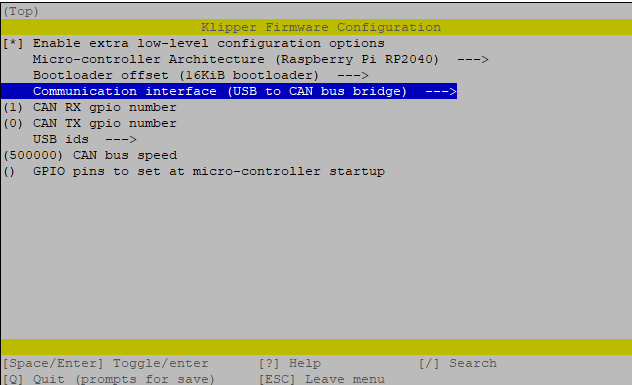 (Top)
Klipper Firmware Configuration
[*] Enable extra low-level configuration options
Micro-controller Architecture (Raspberry Pi RP2040)  --->
Bootloader offset (16KiB bootloader)  --->
Communication interface (USB to CAN bus bridge)  --->
(1) CAN RX gpio number
(0) CAN TX gpio number
USB ids  --->
(500000) CAN bus speed
()  GPIO pins to set at micro-controller startup
[Space/Enter] Toggle/enter [?] Help [/] Search
[Q] Quit (prompts for save) [ESC] Leave menu